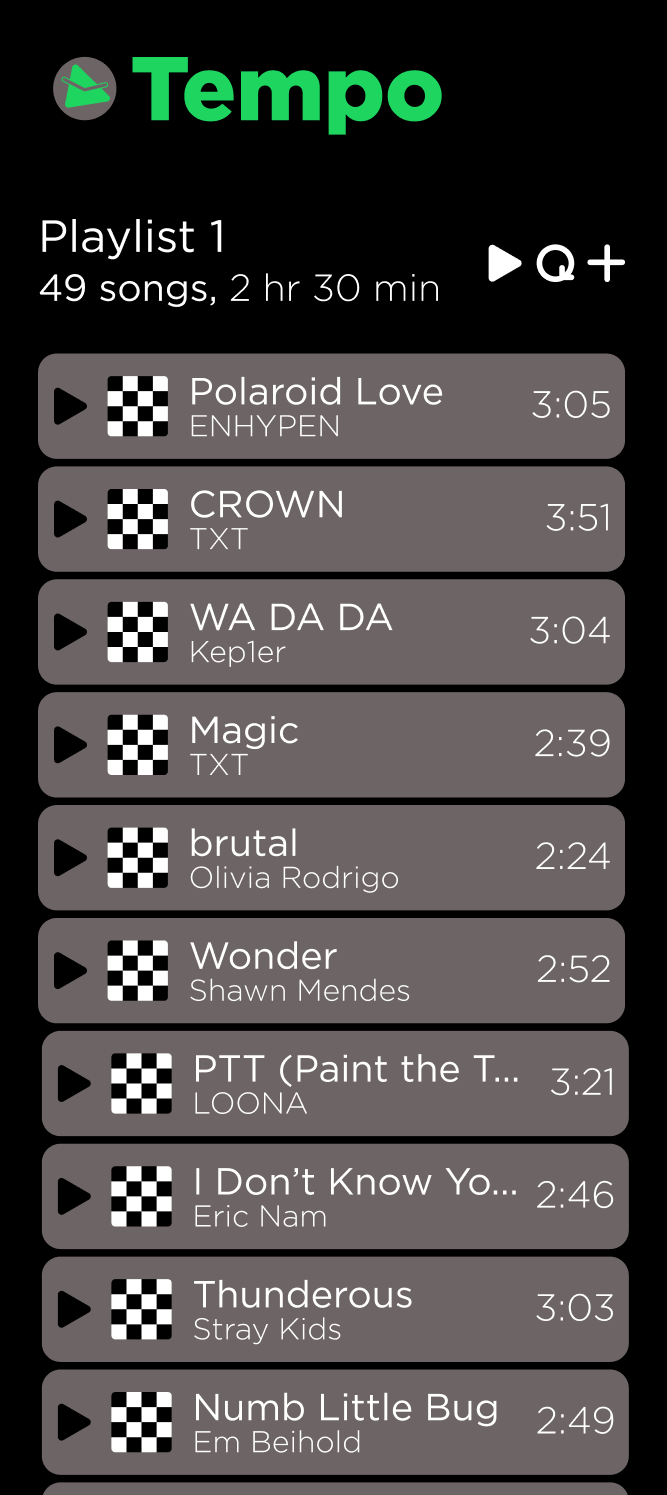 Tempo
Playlist 1
49 songs, 2 hr 30 min
Polaroid Love
ENHYPEN
3:05
CROWN
TXT
3:51
WA DA DA
Kep1er
3:04
Magic
TXT
2:39
brutal
Olivia Rodrigo
2:24
Wonder
Shawn Mendes
2:52
PTT (Paint the T...
LOONA
3:21
I Don’t Know Yo...
Eric Nam
2:46
Thunderous
Stray Kids
3:03
Numb Little Bug
Em Beihold
2:49